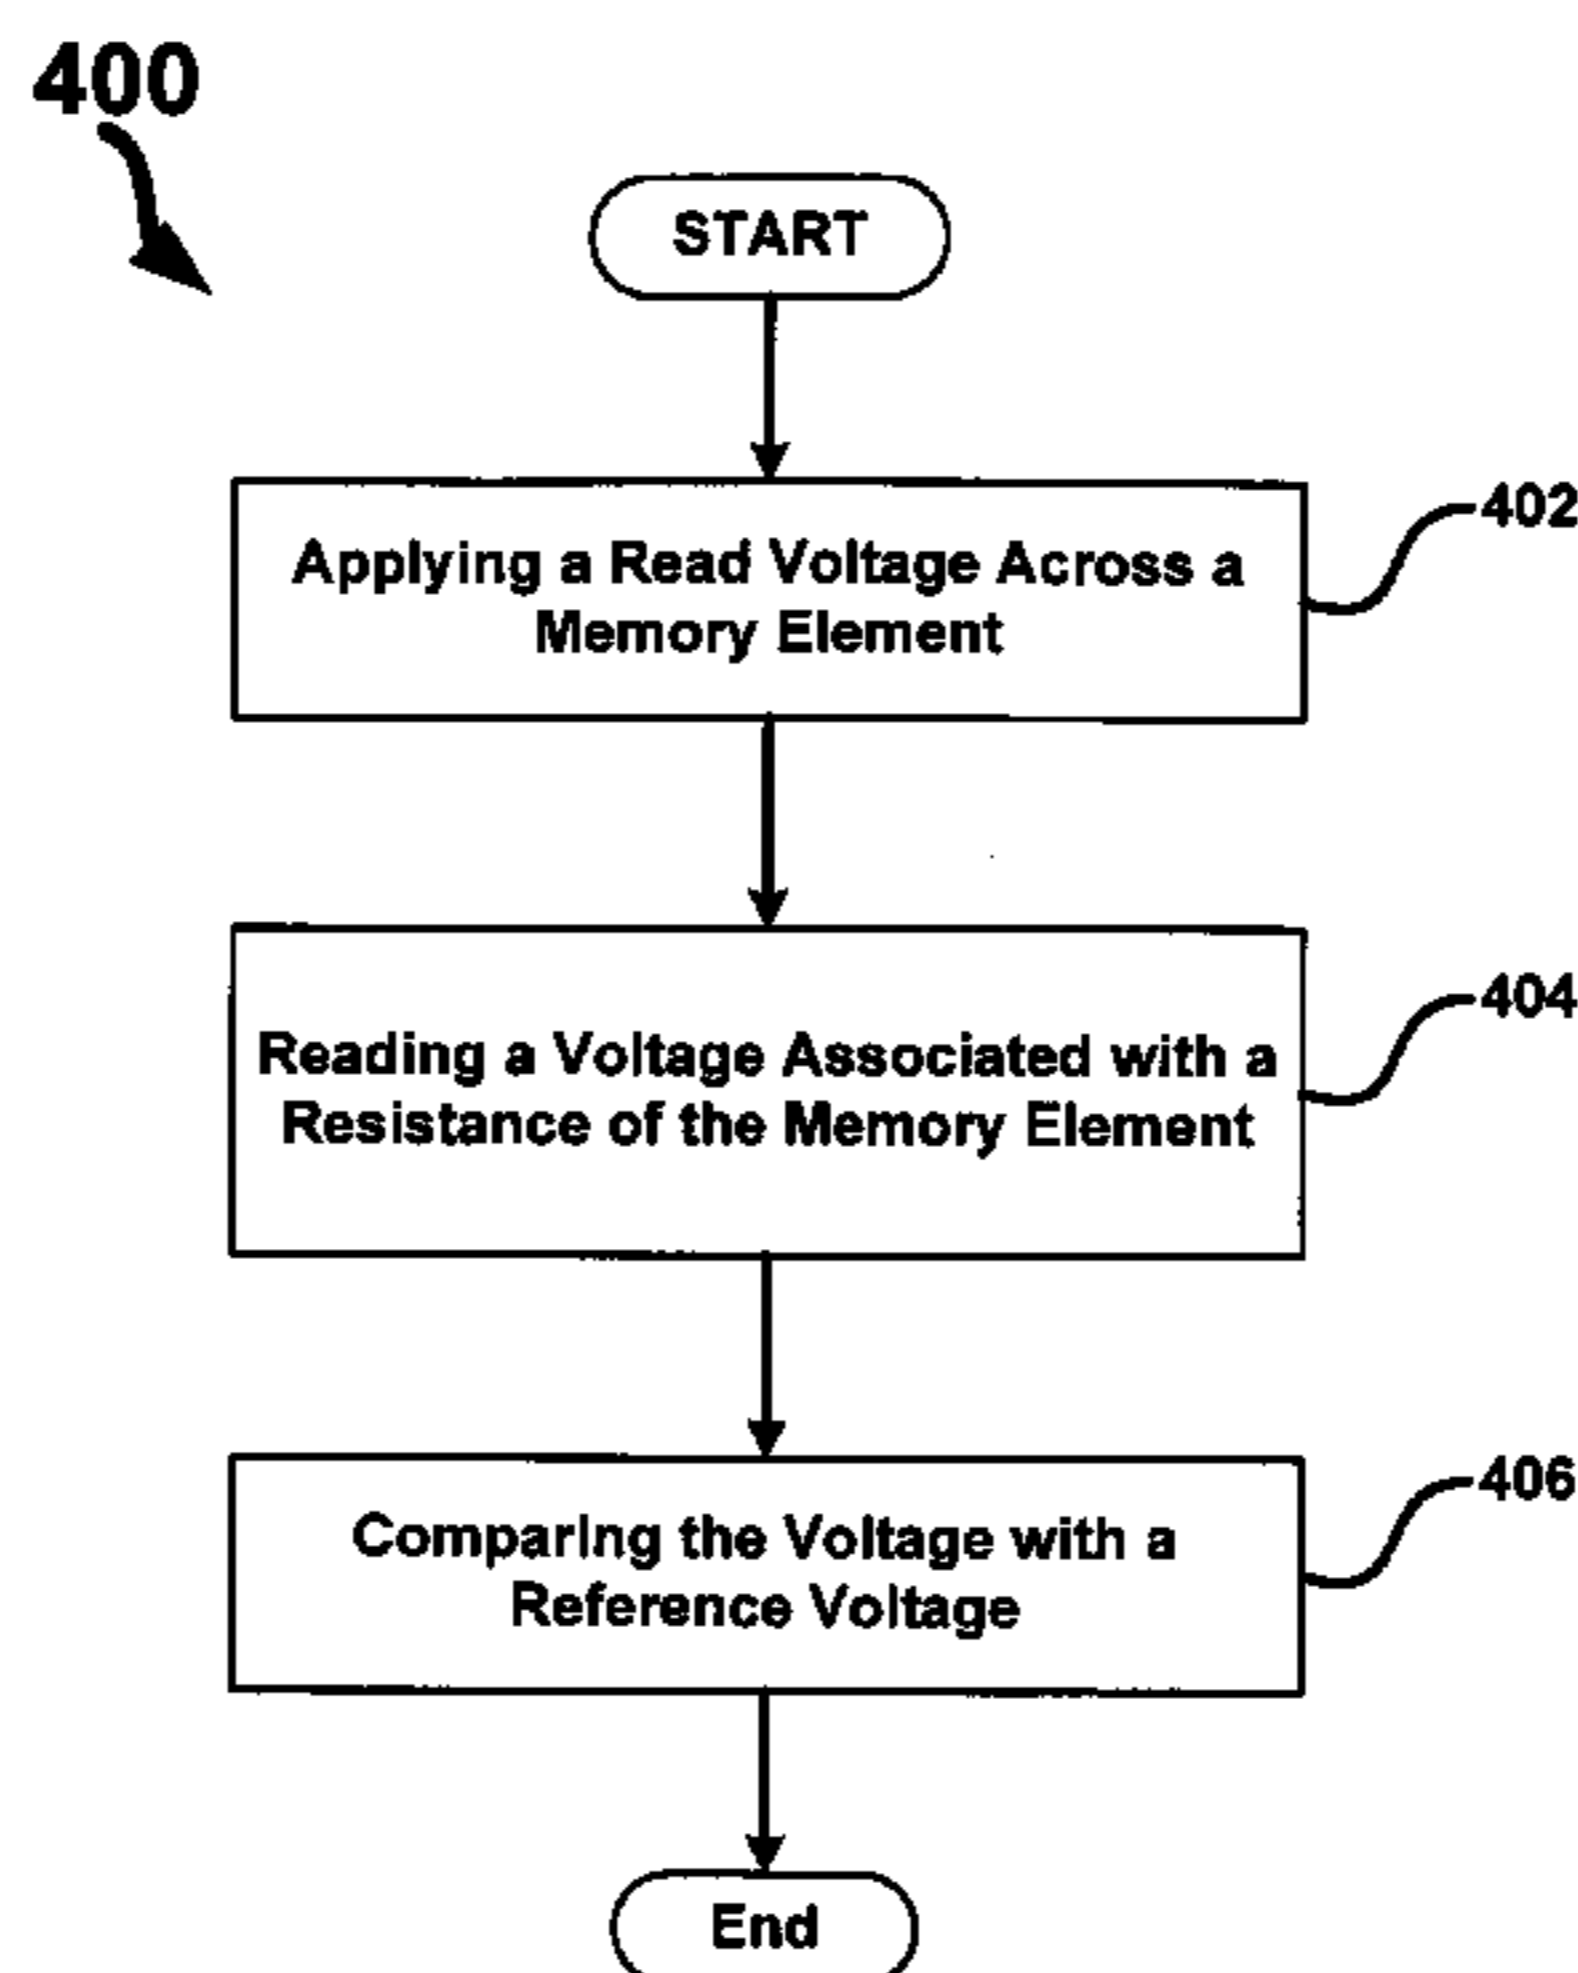 400
START
Applying a Read Voltage Across a
Memory Element
402
Reading a Voltage Associated with a
Resistance of the Memory Element
404
Comparing the Voltage with a
Reference Voltage
406
End